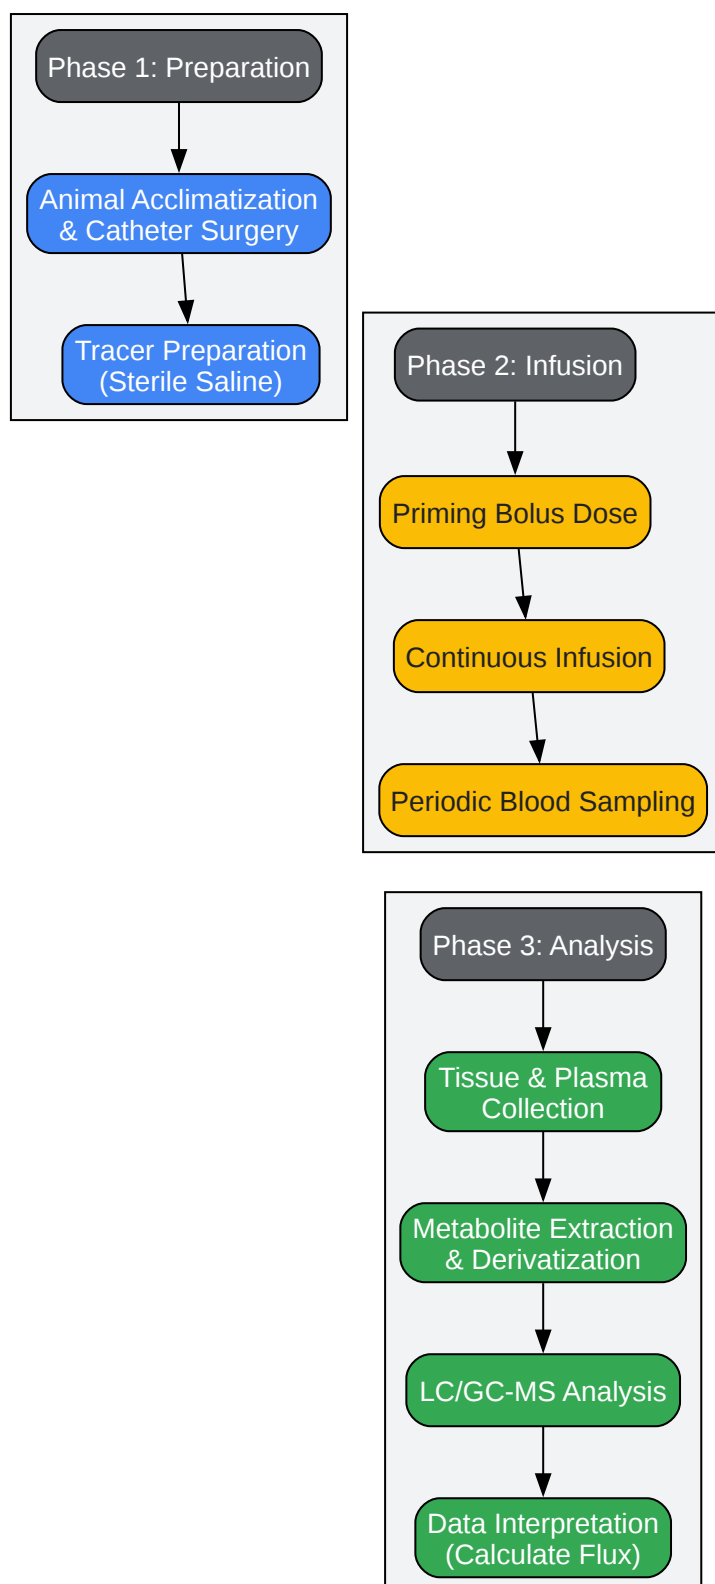 Phase 1: Preparation
Animal Acclimatization
& Catheter Surgery
Tracer Preparation
(Sterile Saline)
Phase 2: Infusion
Priming Bolus Dose
Continuous Infusion
Periodic Blood Sampling
Phase 3: Analysis
Tissue & Plasma
Collection
Metabolite Extraction
& Derivatization
LC/GC-MS Analysis
Data Interpretation
(Calculate Flux)